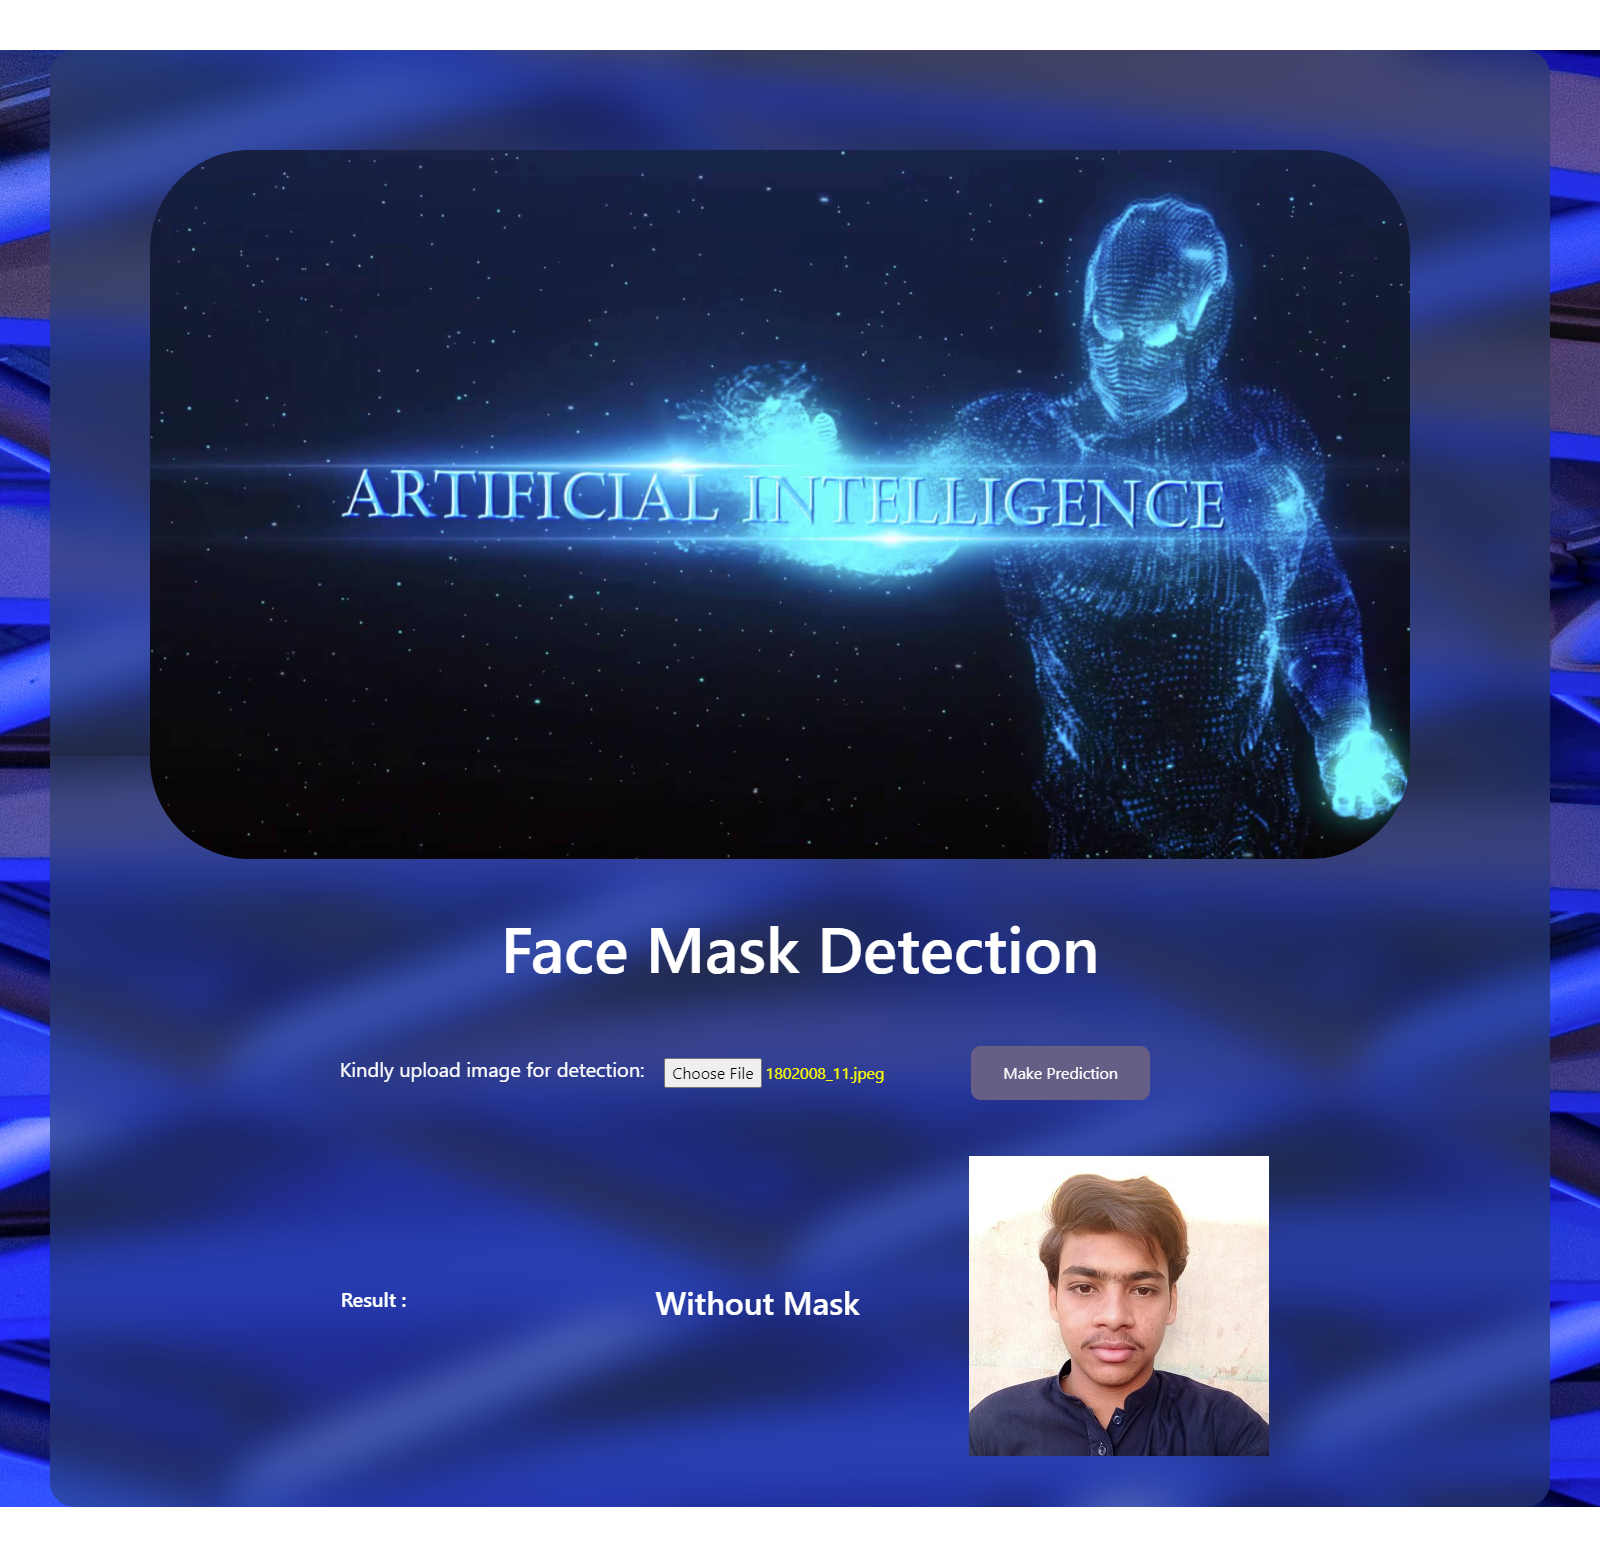 ARTIFICIAL INTELLIGENCE
Face Mask Detection
Kindly upload image for detection: Choose File 1802008_11.jpeg Make Prediction
Result : Without Mask